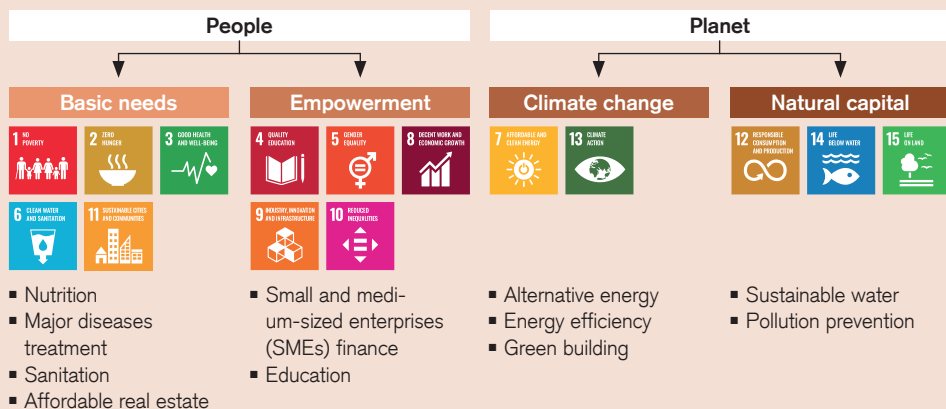 People
Planet
Basic needs
Empowerment
Climate change
Natural capital
1 NO
POVERTY
2 ZERO
HUNGER
3 GOOD HEALTH
AND WELL-BEING
6 CLEAN WATER
AND SANITATION
11 SUSTAINABLE CITIES
AND COMMUNITIES
4 QUALITY
EDUCATION
5 GENDER
EQUALITY
8 DECENT WORK AND
ECONOMIC GROWTH
9 INDUSTRY, INNOVATION
AND INFRASTRUCTURE
10 REDUCED
INEQUALITIES
7 AFFORDABLE AND
CLEAN ENERGY
13 CLIMATE
ACTION
12 RESPONSIBLE
CONSUMPTION
AND PRODUCTION
14 LIFE
BELOW WATER
15 LIFE
ON LAND
▪ Nutrition
▪ Major diseases
treatment
▪ Sanitation
▪ Affordable real estate
▪ Small and medi-
um-sized enterprises
(SMEs) finance
▪ Education
▪ Alternative energy
▪ Energy efficiency
▪ Green building
▪ Sustainable water
▪ Pollution prevention